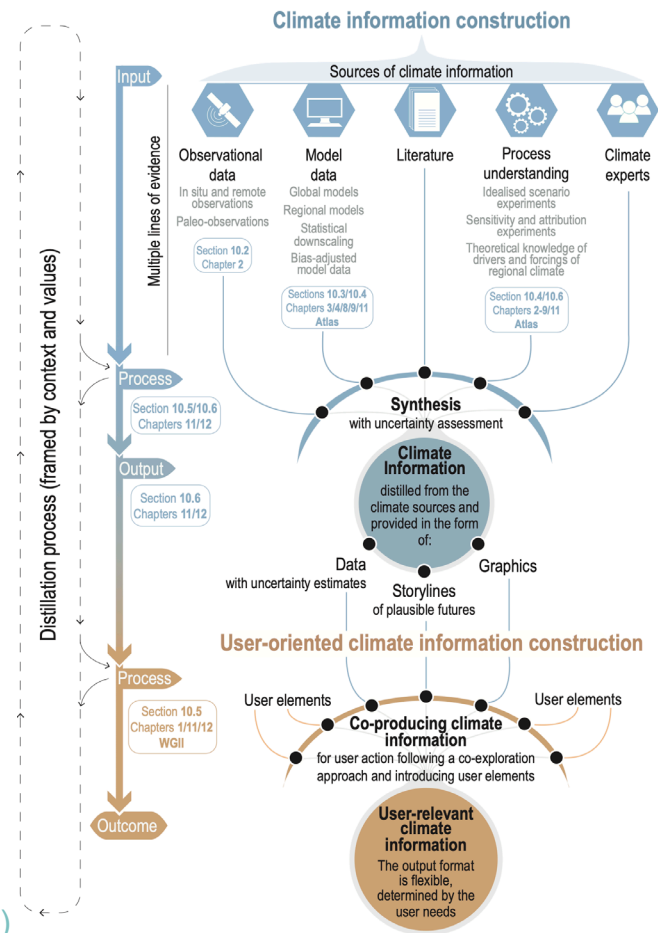 Climate information construction
Sources of climate information
Input
Multiple lines of evidence
Distillation process (framed by context and values)
Observational
data
In situ and remote
observations
Paleo-observations
Section 10.2
Chapter 2
Model
data
Global models
Regional models
Statistical
downscaling
Bias-adjusted
model data
Sections 10.3/10.4
Chapters 3/4/8/9/11
Atlas
Literature
Process
understanding
Idealised scenario
experiments
Sensitivity and attribution
experiments
Theoretical knowledge of
drivers and forcings of
regional climate
Sections 10.4/10.6
Chapters 2-9/11
Atlas
Climate
experts
Process
Section 10.5/10.6
Chapters 11/12
Synthesis
with uncertainty assessment
Output
Section 10.6
Chapters 11/12
Climate
Information
distilled from the
climate sources and
provided in the form
of:
Data
with uncertainty estimates
Storylines
of plausible futures
Graphics
User-oriented climate information construction
Process
Section 10.5
Chapters 1/11/12
WGII
User elements
User elements
Co-producing climate
information
for user action following a co-exploration
approach and introducing user elements
Outcome
User-relevant
climate
information
The output format
is flexible,
determined by the
user needs
)